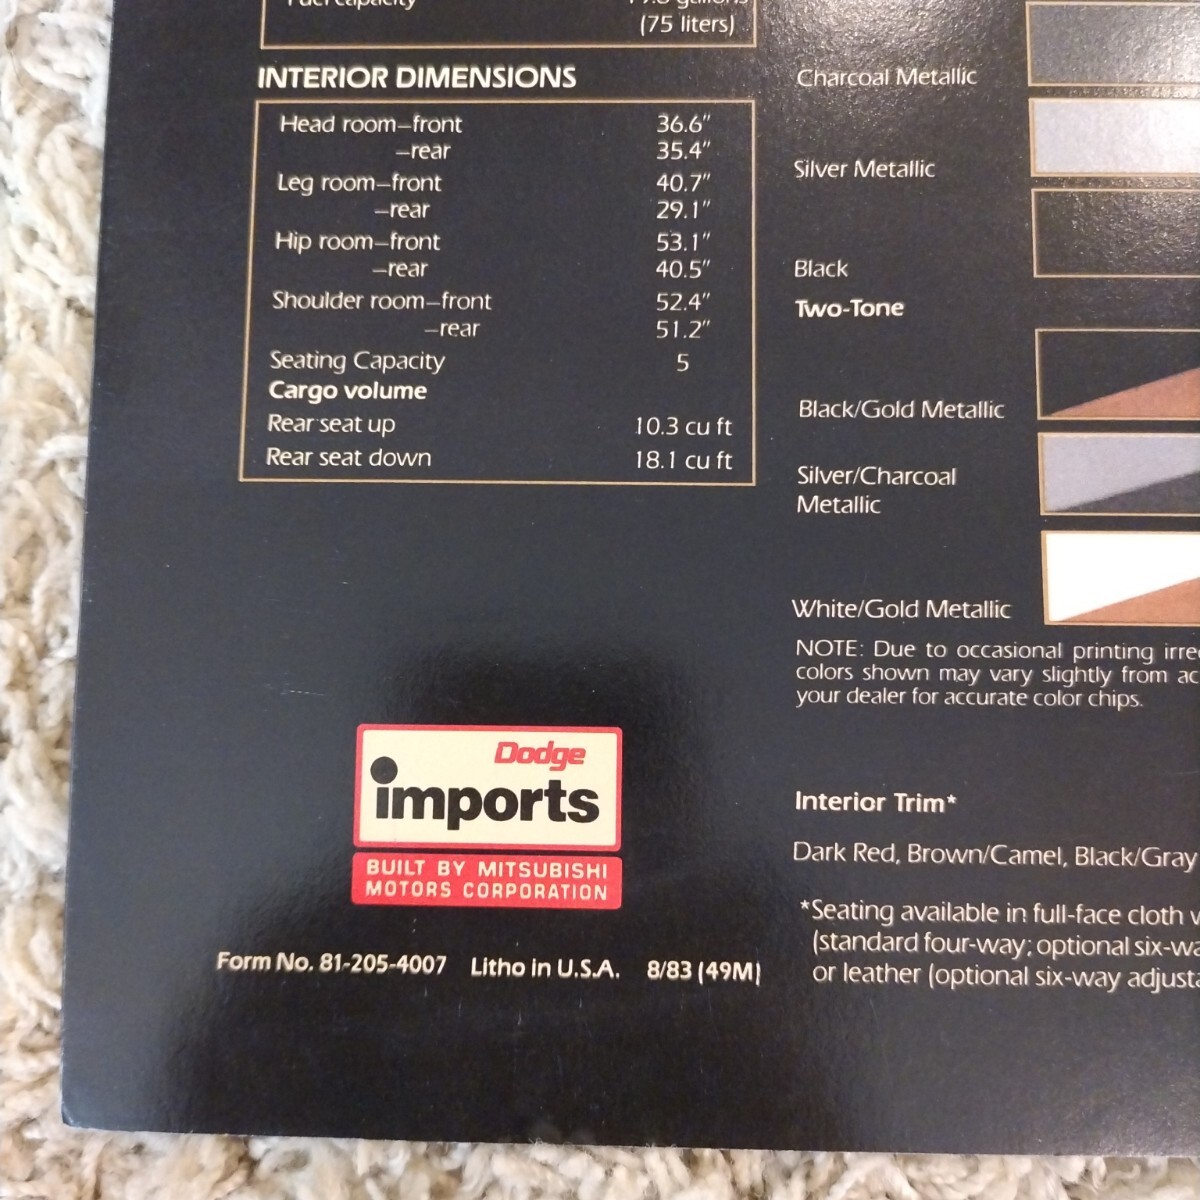 Fuel capacity 19.8 gallons
(75 liters)
INTERIOR DIMENSIONS
Head room—front 36.6"
—rear 35.4"
Leg room—front 40.7"
—rear 29.1"
Hip room—front 53.1"
—rear 40.5"
Shoulder room—front 52.4"
—rear 51.2"
Seating Capacity 5
Cargo volume
Rear seat up 10.3 cu ft
Rear seat down 18.1 cu ft
Dodge
imports
BUILT BY MITSUBISHI
MOTORS CORPORATION
Form No. 81-205-4007 Litho in U.S.A. 8/83 (49M)
Charcoal Metallic
Silver Metallic
Black
Two-Tone
Black/Gold Metallic
Silver/Charcoal
Metallic
White/Gold Metallic
NOTE: Due to occasional printing
colors shown may vary slightly from
your dealer for accurate color chips.
Interior Trim*
Dark Red, Brown/Camel, Black/Gray
*Seating available in full-face cloth
(standard four-way; optional
or leather (optional six-way